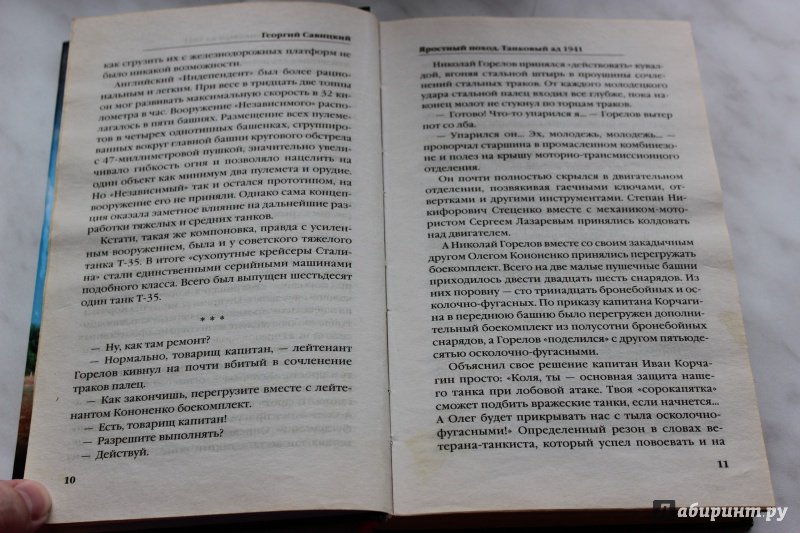 Георгий Савицкий
как сгрузить их с железнодорожных платформ не
было никакой возможности.
Английский «Индепендент» был более рацио-
нальным и легким. При весе в тридцать две тонны
он мог развивать максимальную скорость в 32 ки-
лометра в час. Вооружение «Независимого» распо-
лагалось в пяти башнях. Размещение всех пулеме-
тов в четырех однотипных башенках, сгруппиро-
ванных вокруг главной башни кругового обстрела
с 47-миллиметровой пушкой, значительно увели-
чивало гибкость огня и позволяло нацелить на
один объект как минимум два пулемета и орудие.
Но «Независимый» так и остался прототипом, на
вооружение его не приняли. Однако сама концеп-
ция оказала заметное влияние на дальнейшие раз-
работки тяжелых и средних танков.
Кстати, такая же компоновка, правда с усилен-
ным вооружением, была и у советского тяжелого
танка Т-35. В итоге «сухопутные крейсеры Стали-
на» стали единственными серийными машинами
подобного класса. Всего был выпущен шестьдесят
один танк Т-35.
* * *
— Ну, как там ремонт?
— Нормально, товарищ капитан, — лейтенант
Горелов кивнул на почти вбитый в сочленение
траков палец.
— Как закончишь, перегрузите вместе с лейте-
нантом Кононенко боекомплект.
— Есть, товарищ капитан!
— Разрешите выполнять?
— Действуй.
10
Яростный поход. Танковый ад 1941
Николай Горелов принялся «действовать» кувал-
дой, вгоняя стальной штырь в проушины сочле-
нений стальных траков. От каждого молодецкого
удара стальной палец входил все глубже, пока на-
конец молот не стукнул по торцам траков.
— Готово! Что-то упарился я... — Горелов вытер
пот со лба.
— Упарился он... Эх, молодежь, молодежь... —
проворчал старшина в промасленном комбинезо-
не и полез на крышу моторно-трансмиссионного
отделения.
Он почти полностью скрылся в двигательном
отделении, позвякивая гаечными ключами, от-
вертками и другими инструментами. Степан Ни-
кифорович Стеценко вместе с механиком-мото-
ристом Сергеем Лазаревым принялись колдовать
над двигателем.
А Николай Горелов вместе со своим закадычным
другом Олегом Кононенко принялись перегружать
боекомплект. Всего на две малые пушечные башни
приходилось двести двадцать шесть снарядов. Из
них поровну — сто тринадцать бронебойных и ос-
колочно-фугасных. По приказу капитана Корчаги-
на в переднюю башню был перегружен дополни-
тельный боекомплект из полусотни бронебойных
снарядов, а Горелов «поделился» с другом пятьюде-
сятью осколочно-фугасными.
Объяснил свое решение капитан Иван Корча-
гин просто: «Коля, ты — основная защита наше-
го танка при лобовой атаке. Твоя «сорокапятка»
сможет подбить вражеские танки, если начнется...
А Олег будет прикрывать нас с тыла осколочно-
фугасными!» Определенный резон в словах ве-
терана-танкиста, который успел повоевать и на
11
Лабиринт.ру